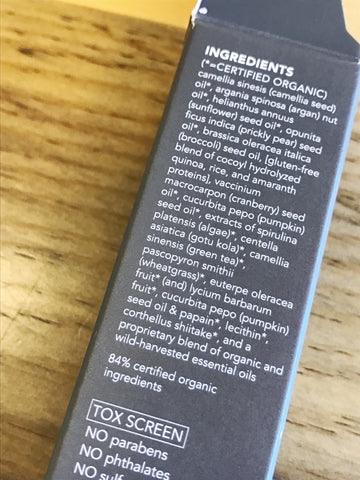 INGREDIENTS
(*=CERTIFIED ORGANIC)
camellia sinesis (camellia seed)
oil*, argania spinosa (argan) nut
oil*, helianthus annuus
(sunflower) seed oil*, opunita
ficus indica (prickly pear) seed
oil*, brassica oleracea italica
(broccoli) seed oil, [gluten-free
blend of cocoyl hydrolyzed
quinoa, rice, and amaranth
proteins], vaccinium
macrocarpon (cranberry) seed
oil*, cucurbita pepo (pumpkin)
seed oil*, extracts of spirulina
platensis (algae)*, centella
asiatica (gotu kola)*, camellia
sinensis (green tea)*,
pascopyron smithii
(wheatgrass)*, euterpe oleracea
fruit* (and) lycium barbarum
fruit*, cucurbita pepo (pumpkin)
seed oil & papain*, lecithin*,
corthellus shiitake*, and a
proprietary blend of organic and
wild-harvested essential oils
84% certified organic
ingredients
TOX SCREEN
NO parabens
NO phthalates
NO sulf